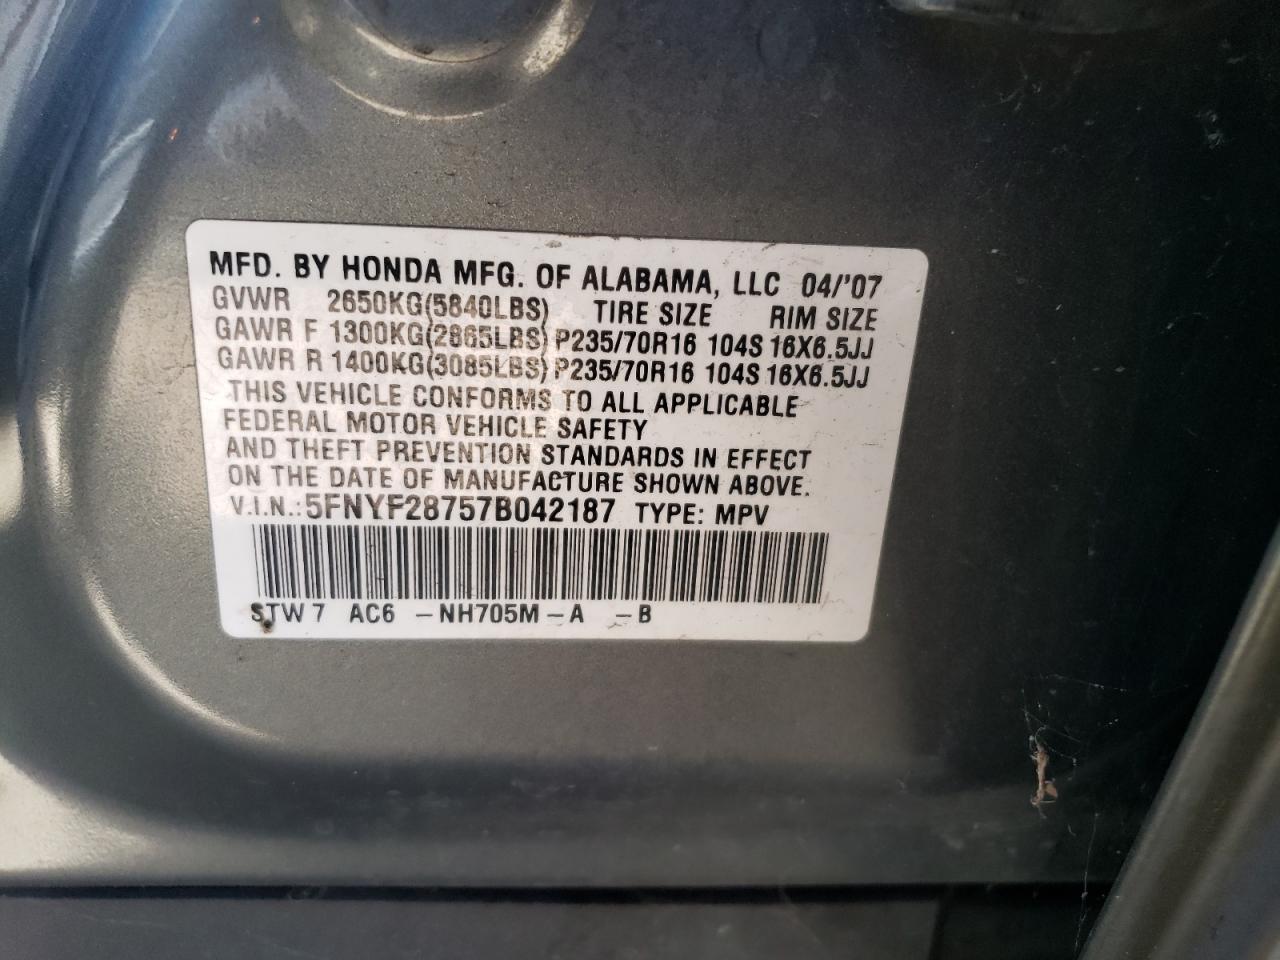 MFD. BY HONDA MFG. OF ALABAMA, LLC 04/'07
GVWR 2650KG(5840LBS) TIRE SIZE RIM SIZE
GAWR F 1300KG(2865LBS) P235/70R16 104S 16X6.5JJ
GAWR R 1400KG(3085LBS) P235/70R16 104S 16X6.5JJ
THIS VEHICLE CONFORMS TO ALL APPLICABLE
FEDERAL MOTOR VEHICLE SAFETY
AND THEFT PREVENTION STANDARDS IN EFFECT
ON THE DATE OF MANUFACTURE SHOWN ABOVE.
V.I.N.: 5FNYF28757B042187 TYPE: MPV
STW7 AC6 -NH705M-A -B